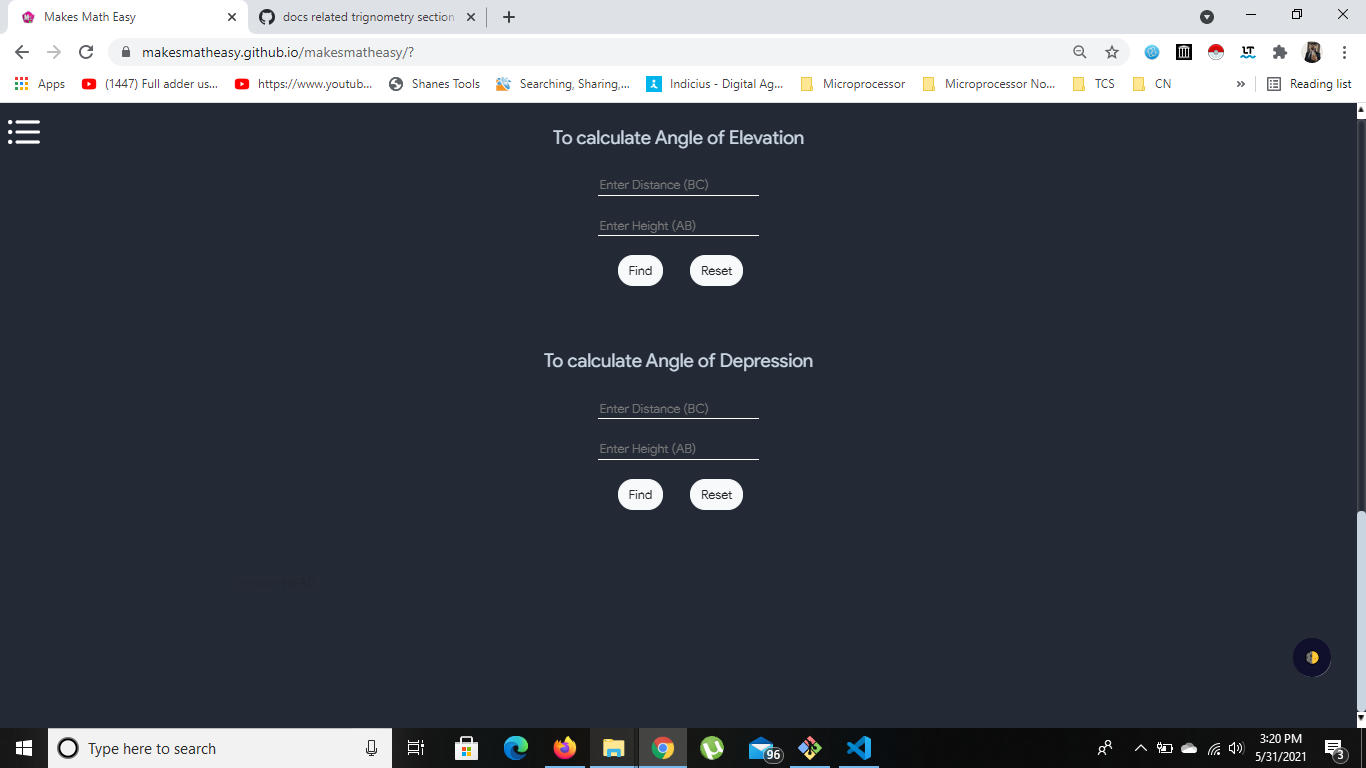 Makes Math Easy
docs related trignometry section
makesmatheasy.github.io/makesmatheasy/?
Apps
(1447) Full adder us...
https://www.youtub...
Shanes Tools
Searching, Sharing,...
Indicius - Digital Ag...
Microprocessor
Microprocessor No...
TCS
CN
»
Reading list
To calculate Angle of Elevation
Enter Distance (BC)
Enter Height (AB)
Find
Reset
To calculate Angle of Depression
Enter Distance (BC)
Enter Height (AB)
Find
Reset
Type here to search
96
3:20 PM
5/31/2021
3